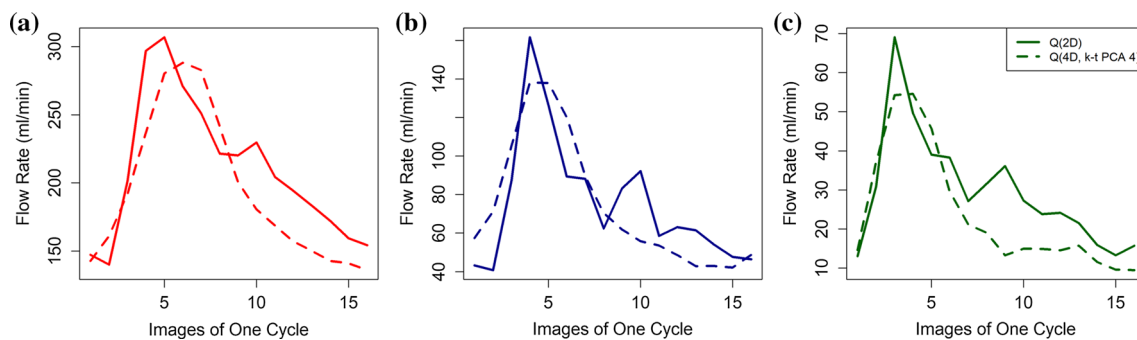 (a)
Flow Rate (ml/min)
300
250
200
150
5
10
15
Images of One Cycle
(b)
Flow Rate (ml/min)
140
100
80
60
40
5
10
15
Images of One Cycle
(c)
Flow Rate (ml/min)
70
60
50
40
30
20
10
5
10
15
Images of One Cycle
Q(2D)
Q(4D, k-t PCA 4)